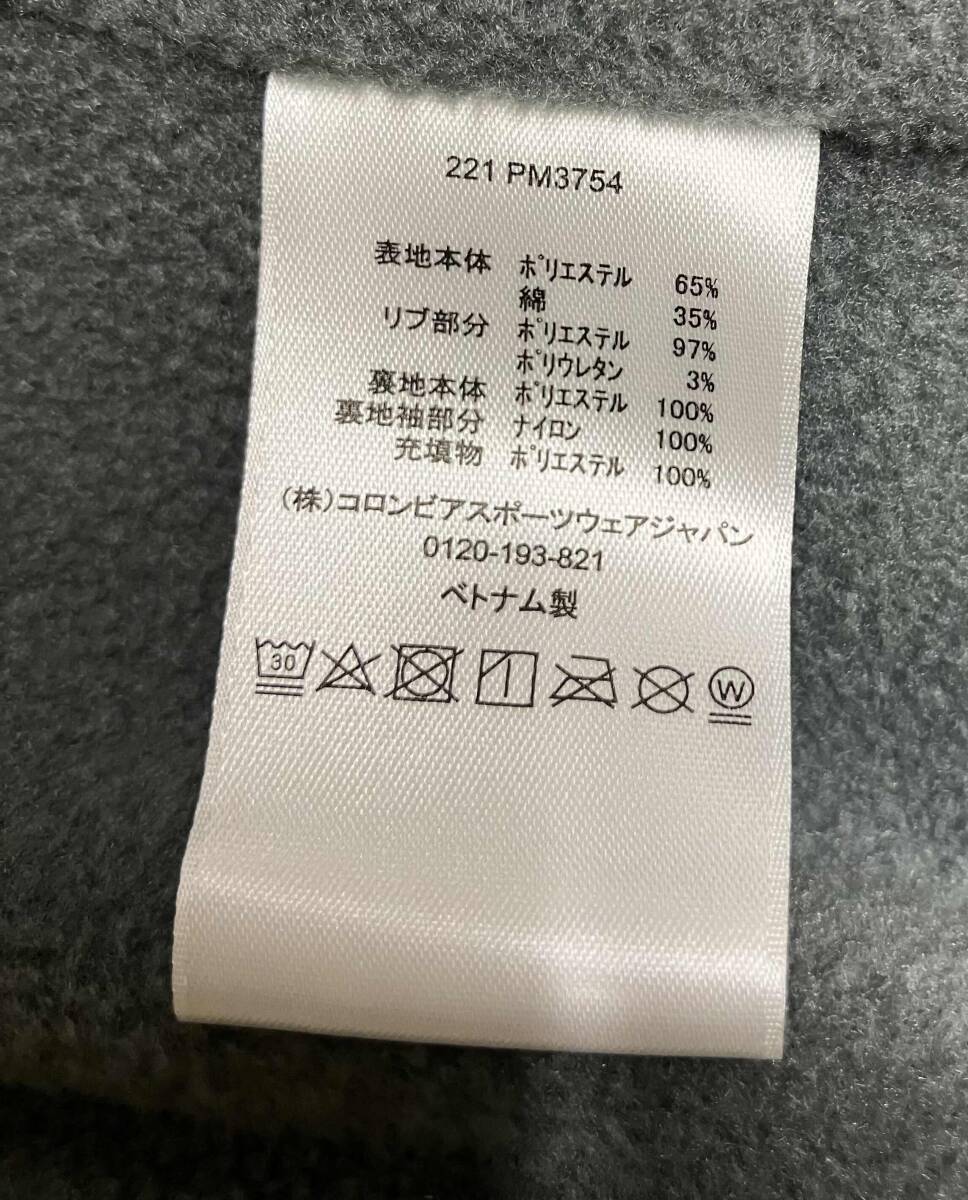 221 PM3754
表地本体 ポリエステル 65%
綿 35%
リブ部分 ポリエステル 97%
ポリウレタン 3%
裏地本体 ポリエステル 100%
裏地袖部分 ナイロン 100%
充填物 ポリエステル 100%
(株)コロンビアスポーツウェアジャパン
0120-193-821
ベトナム製
30 W